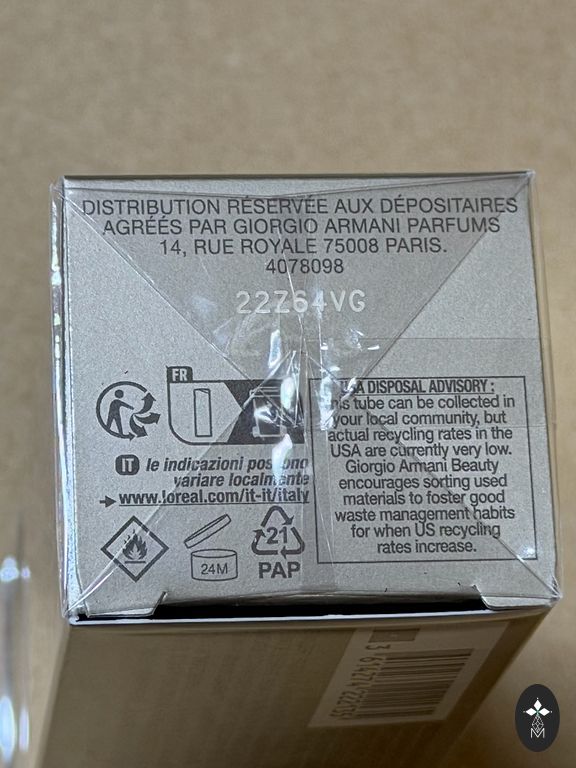 DISTRIBUTION RÉSERVÉE AUX DÉPOSITAIRES
AGRÉÉS PAR GIORGIO ARMANI PARFUMS
14, RUE ROYALE 75008 PARIS.
4078098
22Z64VG
FR
IT le indicazioni possono
variare localmente
www.loreal.com/it-it/italy
24M
21
PAP
USA DISPOSAL ADVISORY :
This tube can be collected in
your local community, but
actual recycling rates in the
USA are currently very low.
Giorgio Armani Beauty
encourages sorting used
materials to foster good
waste management habits
for when US recycling
rates increase.
M